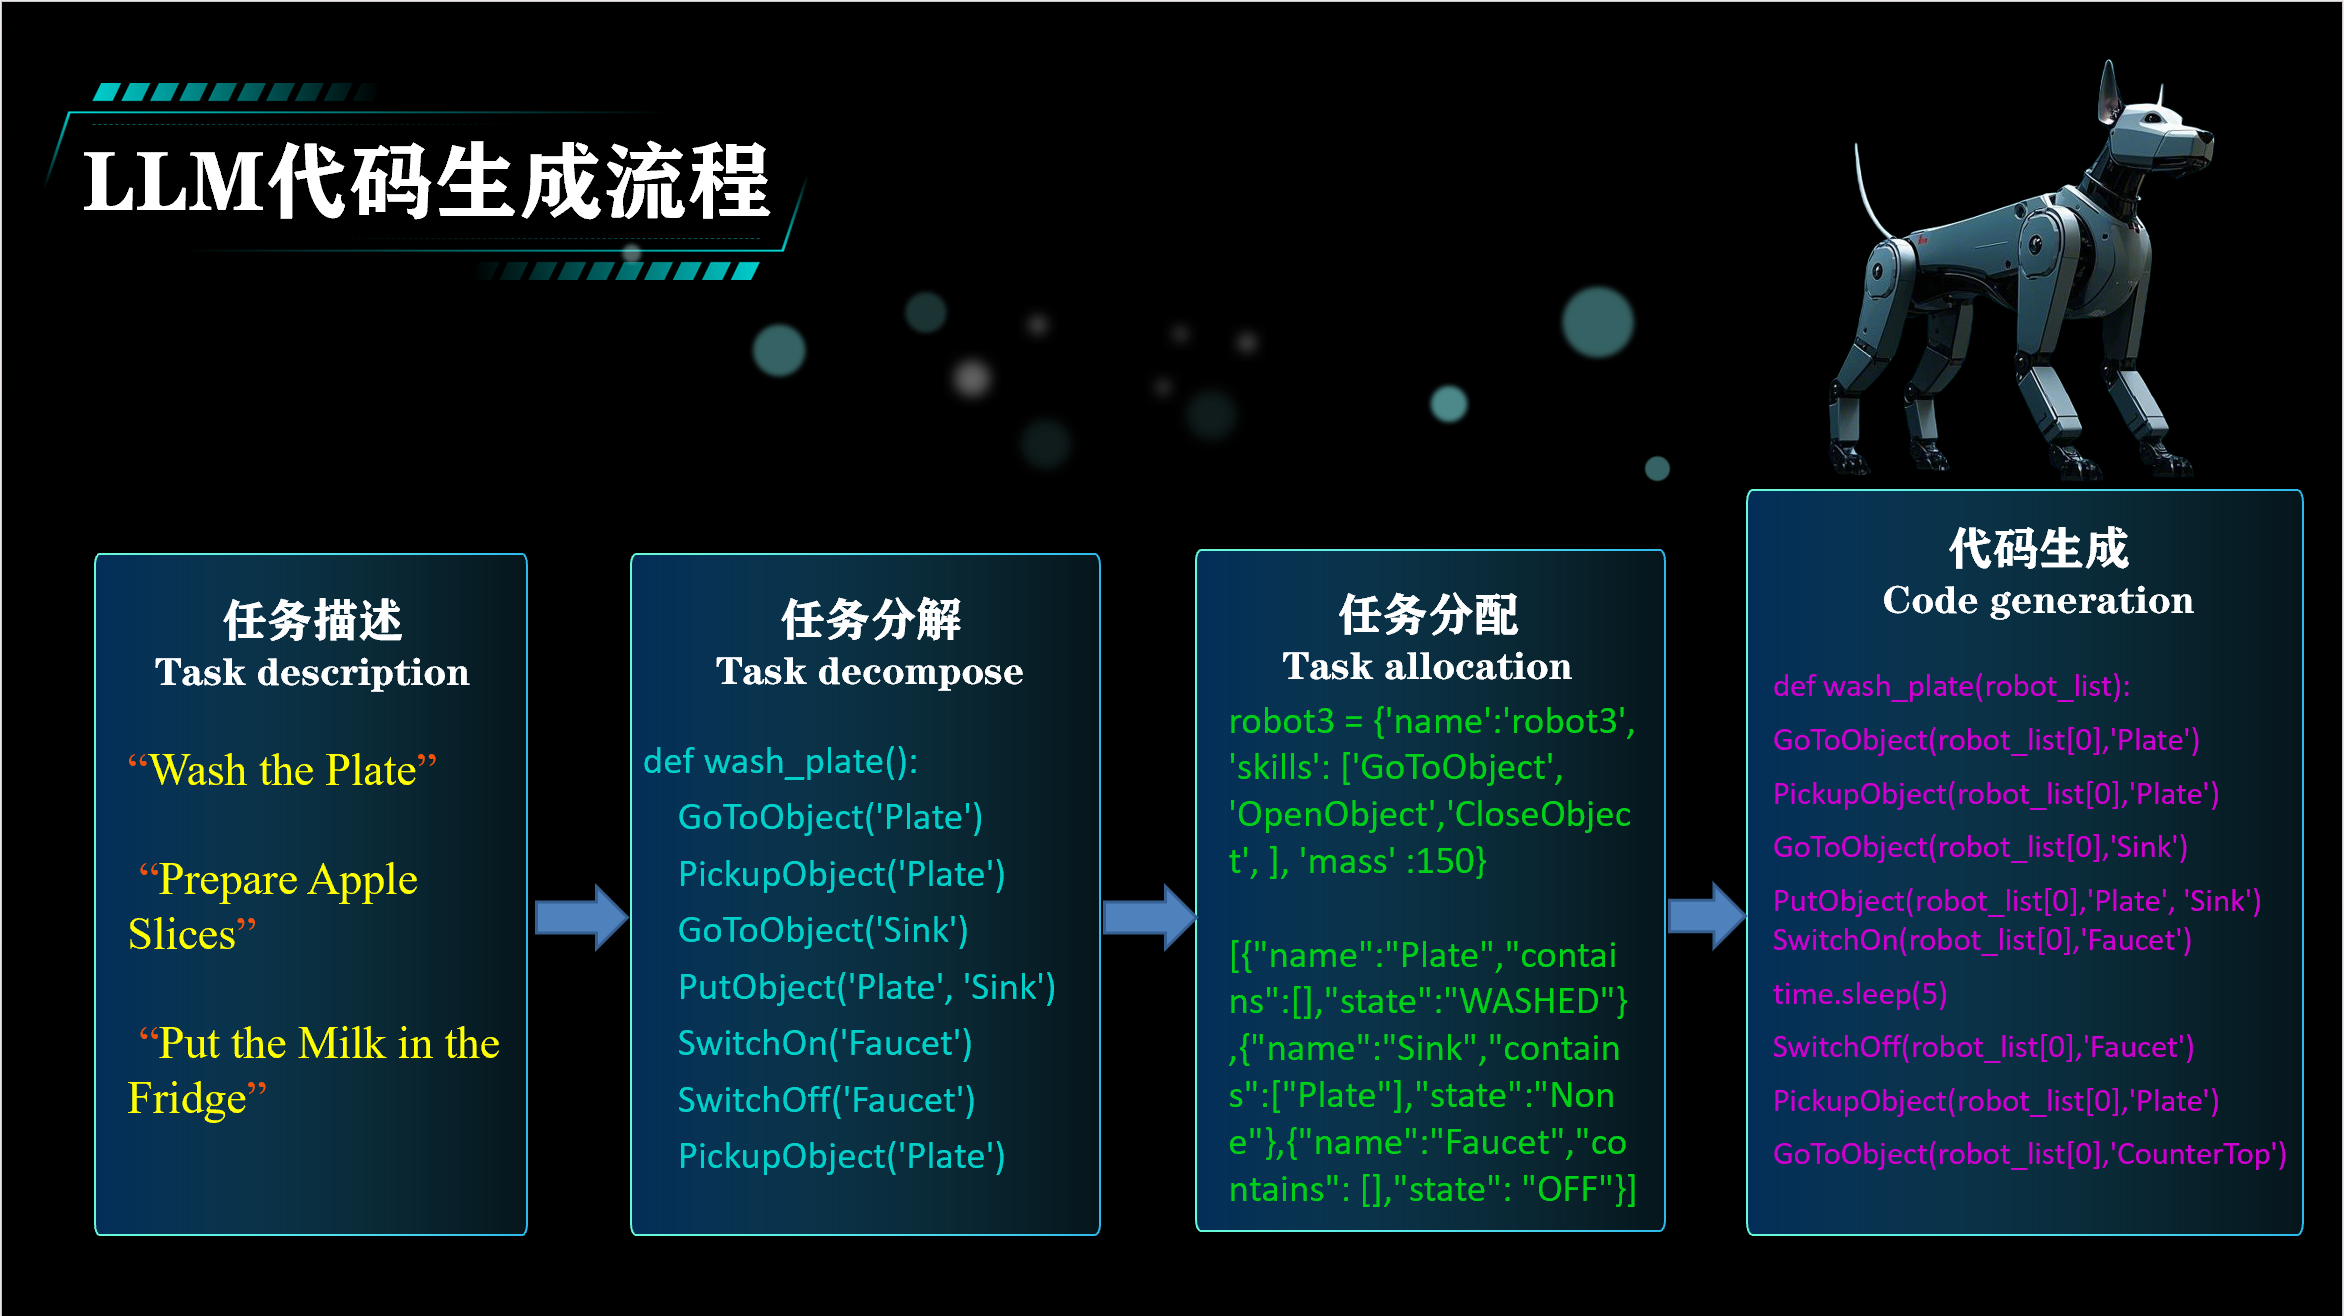 LLM代码生成流程
任务描述
Task description
“Wash the Plate”
“Prepare Apple
Slices”
“Put the Milk in the
Fridge”
任务分解
Task decompose
def wash_plate():
GoToObject('Plate')
PickupObject('Plate')
GoToObject('Sink')
PutObject('Plate', 'Sink')
SwitchOn('Faucet')
SwitchOff('Faucet')
PickupObject('Plate')
任务分配
Task allocation
robot3 = {'name':'robot3',
'skills': ['GoToObject',
'OpenObject','CloseObjec
t', ], 'mass' :150}
[{"name":"Plate","contai
ns":[],"state":"WASHED"}
,{"name":"Sink","contain
s":["Plate"],"state":"Non
e"},{"name":"Faucet","co
ntains": [],"state": "OFF"}]
代码生成
Code generation
def wash_plate(robot_list):
GoToObject(robot_list[0],'Plate')
PickupObject(robot_list[0],'Plate')
GoToObject(robot_list[0],'Sink')
PutObject(robot_list[0],'Plate', 'Sink')
SwitchOn(robot_list[0],'Faucet')
time.sleep(5)
SwitchOff(robot_list[0],'Faucet')
PickupObject(robot_list[0],'Plate')
GoToObject(robot_list[0],'CounterTop')